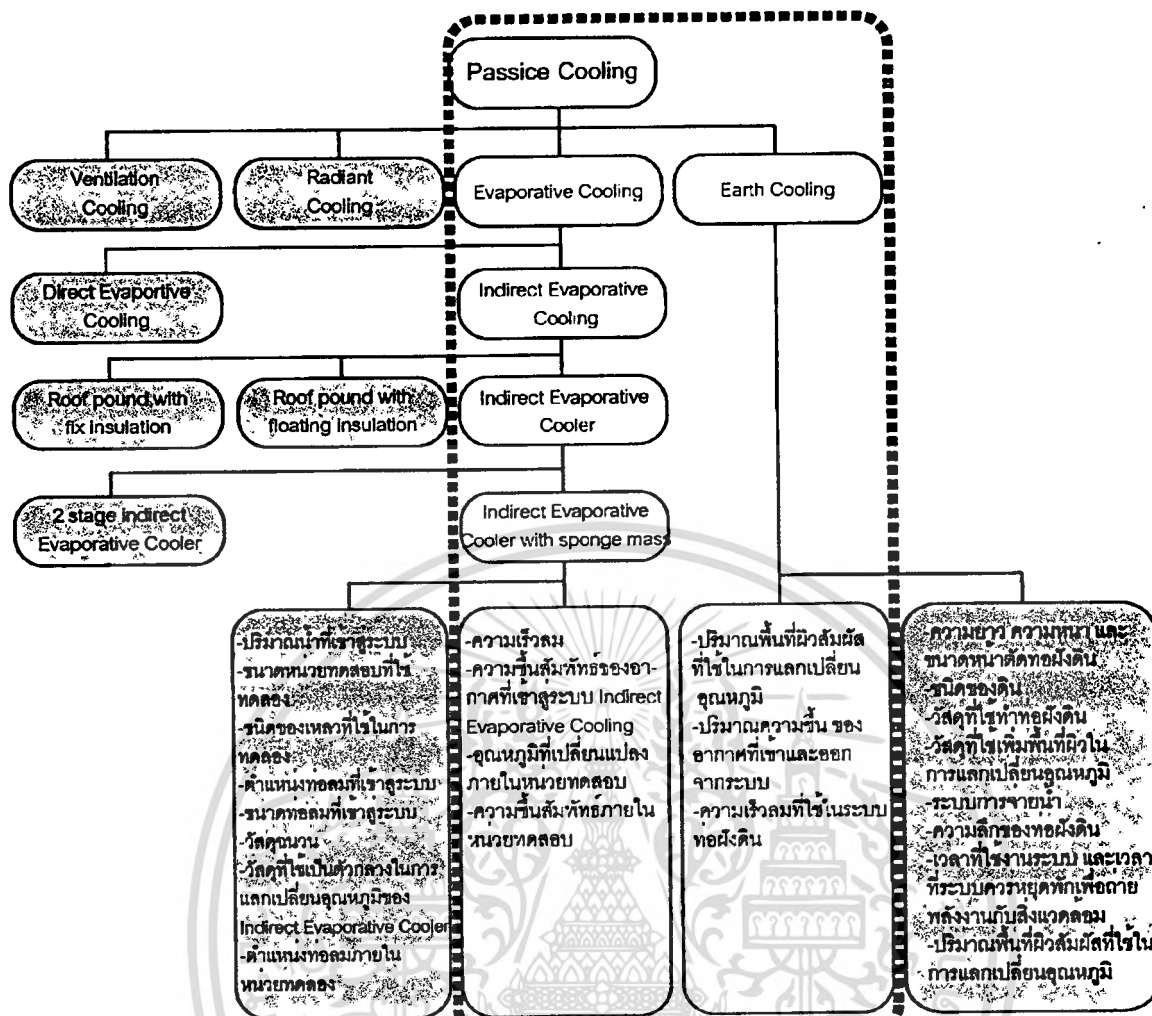 Passice Cooling
Ventilation
Cooling
Radiant
Cooling
Evaporative Cooling
Earth Cooling
Direct Evaportive
Cooling
Indirect Evaporative
Cooling
Roof pound with
fix insulation
Roof pound with
floating insulation
Indirect Evaporative
Cooler
2 stage Indirect
Evaporative Cooler
Indirect Evaporative
Cooler with sponge mass
-ปริมาณน้ำที่เข้าสู่ระบบ
-ขนาดหน่วยทดสอบที่ใช้
ทดลอง
-ชนิดของเหลวที่ใช้ในการ
ทดลอง
-ตำแหน่งท่อลมที่เข้าสู่ระบบ
-ขนาดท่อลมที่เข้าสู่ระบบ
-วัสดุฉนวน
-วัสดุที่ใช้เป็นตัวกลางในการ
แลกเปลี่ยนอุณหภูมิของ
Indirect Evaporative Cooler
-ตำแหน่งท่อลมภายใน
หน่วยทดลอง
-ความเร็วลม
-ความชื้นสัมพัทธ์ของอา-
กาศที่เข้าสู่ระบบ Indirect
Evaporative Cooling
-อุณหภูมิที่เปลี่ยนแปลง
ภายในหน่วยทดสอบ
-ความชื้นสัมพัทธ์ภายใน
หน่วยทดสอบ
-ปริมาณพื้นที่ผิวสัมผัส
ที่ใช้ในการแลกเปลี่ยน
อุณหภูมิ
-ปริมาณความชื้น ของ
อากาศที่เข้าและออก
จากระบบ
-ความเร็วลมที่ใช้ในระบบ
ท่อฝังดิน
-ความยาว ความหนา และ
ขนาดหน้าตัดท่อฝังดิน
-ชนิดของดิน
-วัสดุที่ใช้ทำท่อฝังดิน
-วัสดุที่ใช้เพิ่มพื้นที่ผิวใน
การแลกเปลี่ยนอุณหภูมิ
-ระบบการจ่ายน้ำ
-ความลึกของท่อฝังดิน
-เวลาที่ใช้งานระบบ และเวลา
ที่ระบบควรหยุดพักเพื่อถ่าย
พลังงานกับสิ่งแวดล้อม
-ปริมาณพื้นที่ผิวสัมผัสที่ใช้ใน
การแลกเปลี่ยนอุณหภูมิ